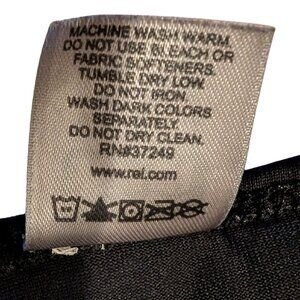 MACHINE WASH WARM.
DO NOT USE BLEACH OR
FABRIC SOFTENERS.
TUMBLE DRY LOW.
DO NOT IRON.
WASH DARK COLORS
SEPARATELY.
DO NOT DRY CLEAN.
RN#37249
www.rei.com